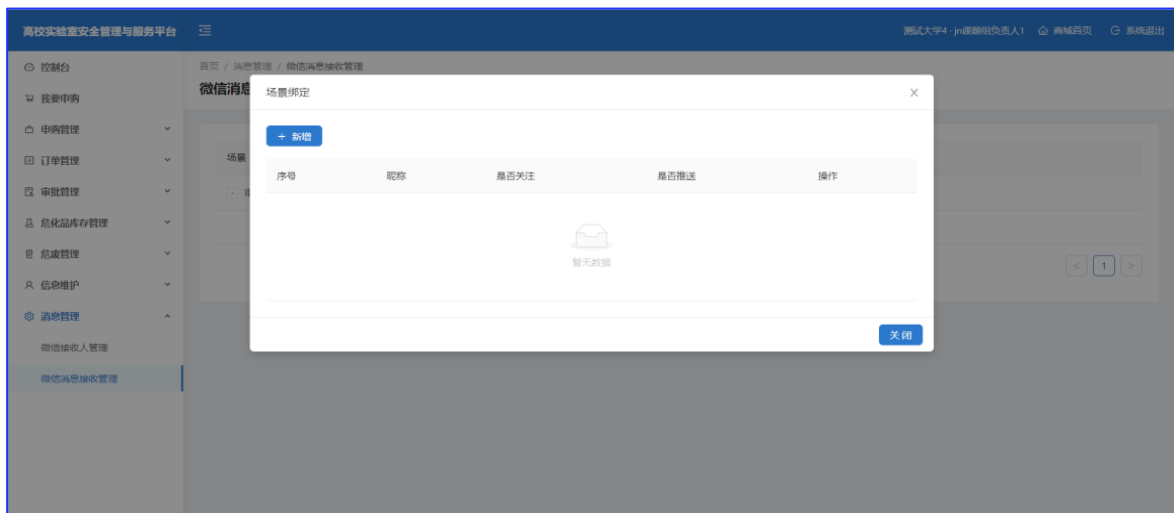 高校实验室安全管理与服务平台
测试大学4 - jn课题组负责人1 商城首页 系统退出
控制台
首页 / 消息管理 / 微信消息接收管理
我要申购
微信消息
场景绑定
申购管理
+ 新增
订单管理
场景
序号 昵称 是否关注 是否推送 操作
审批管理
危化品库存管理
危废管理
暂无数据
1
信息维护
消息管理
关闭
微信接收人管理
微信消息接收管理